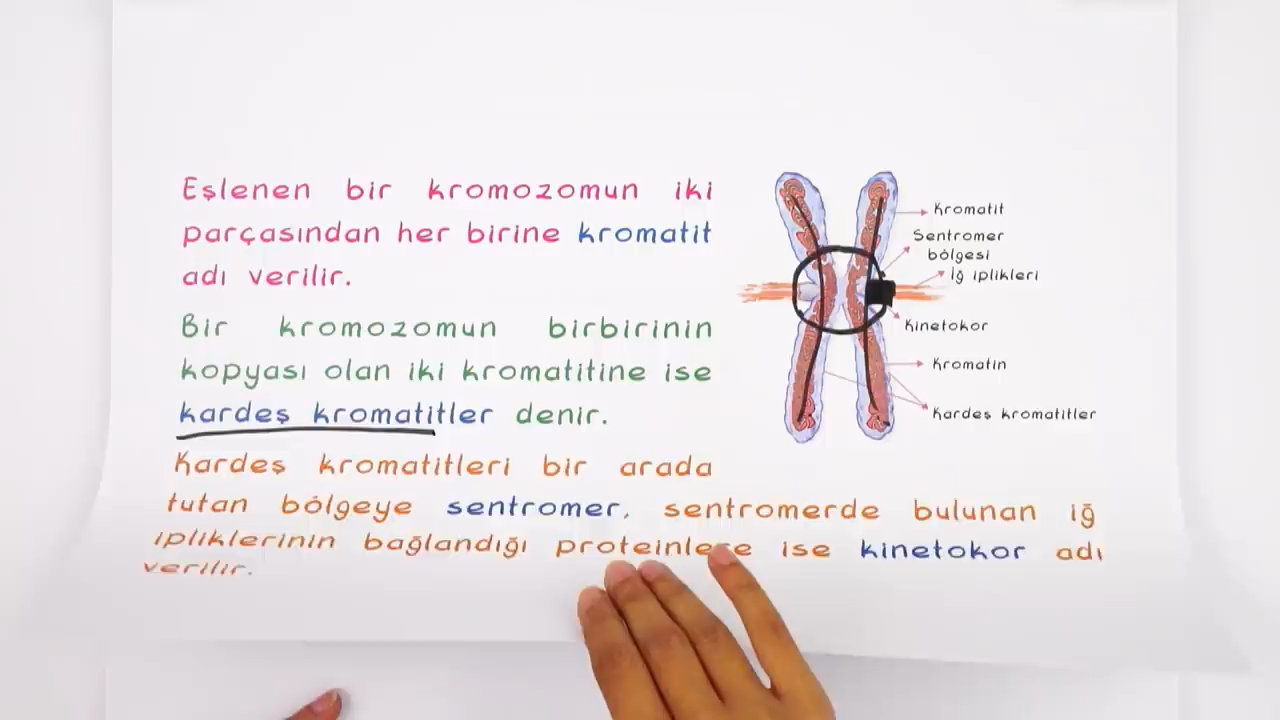 Eşlenen bir kromozomun iki
parçasından her birine kromatit
adı verilir.
Bir kromozomun birbirinin
kopyası olan iki kromatitine ise
kardeş kromatitler denir.
Kardeş kromatitleri bir arada
tutan bölgeye sentromer, sentromerde bulunan iğ
ipliklerinin bağlandığı proteinlere ise kinetokor adı
verilir.
Kromatit
Sentromer
bölgesi
İğ iplikleri
Kinetokor
Kromatin
Kardeş kromatitler